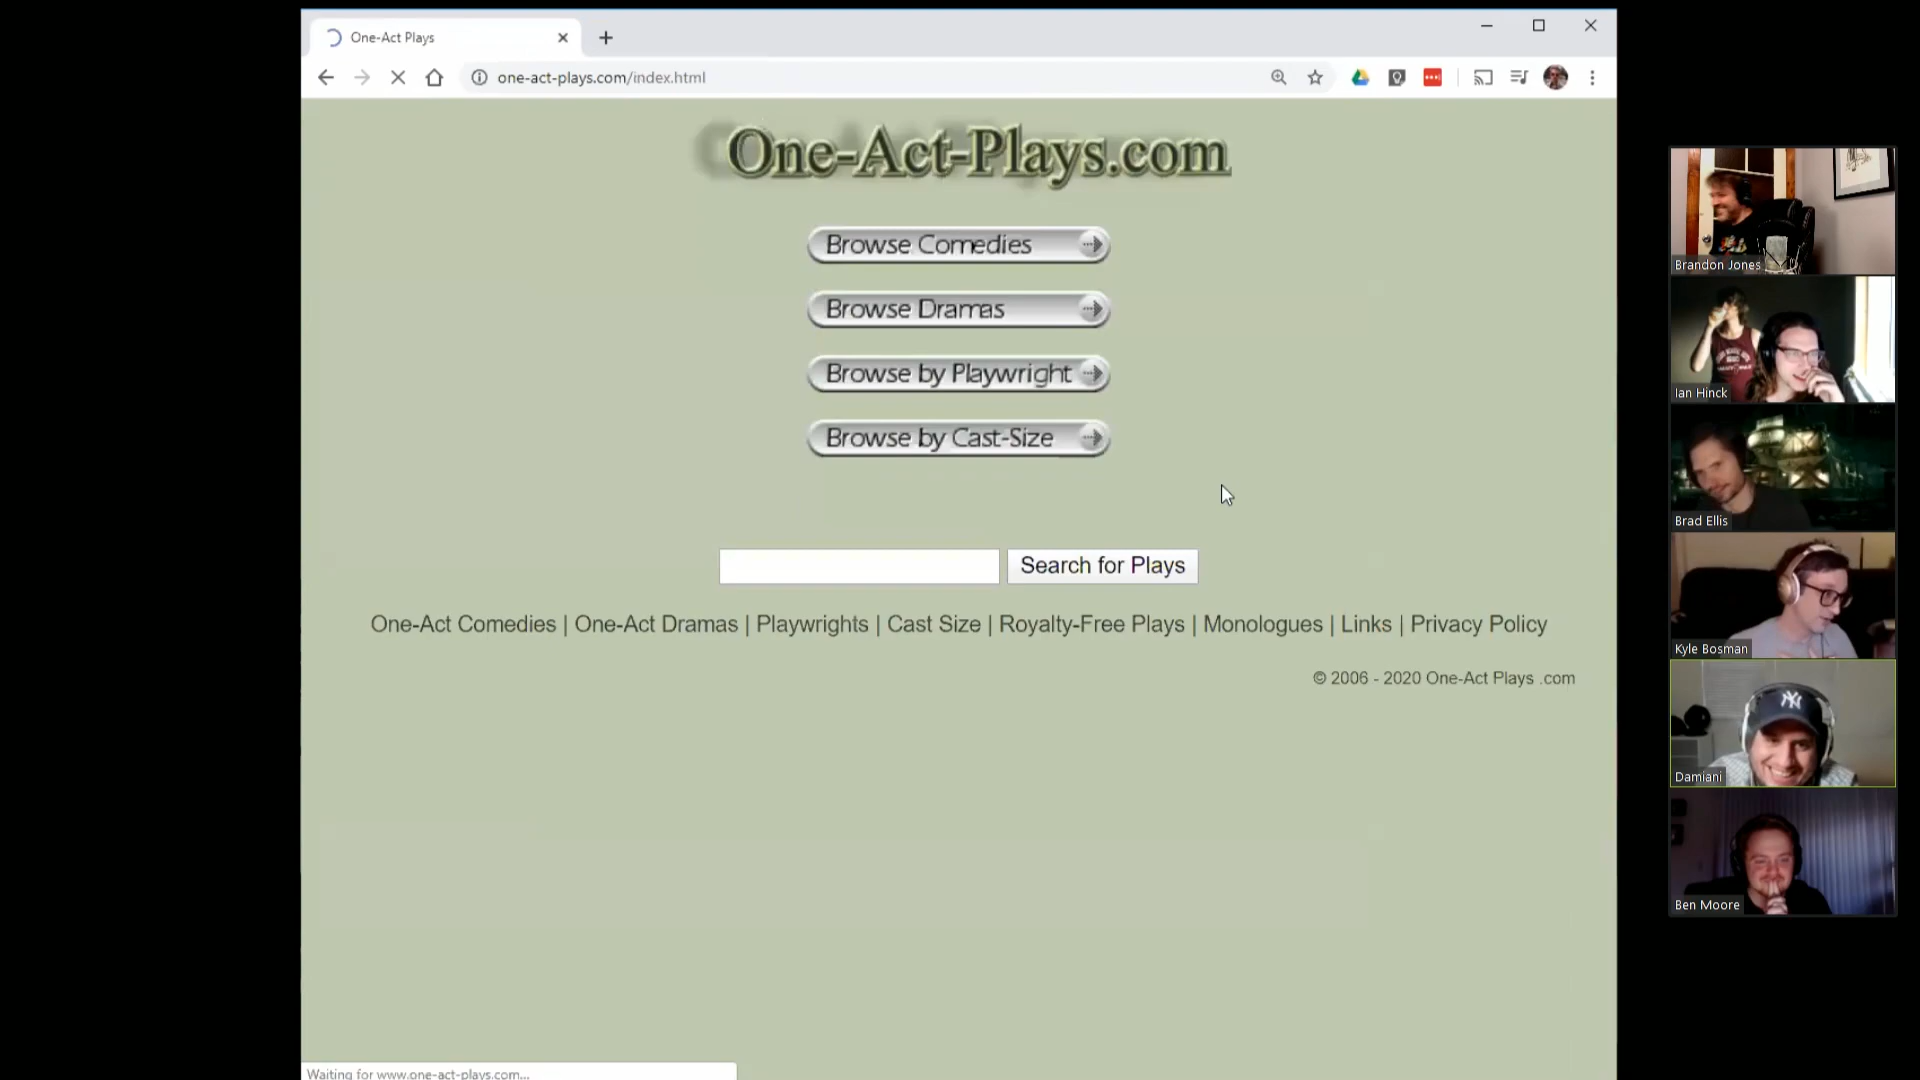 One-Act Plays
one-act-plays.com/index.html
One-Act-Plays.com
Browse Comedies
Browse Dramas
Browse by Playwright
Browse by Cast-Size
Search for Plays
One-Act Comedies | One-Act Dramas | Playwrights | Cast Size | Royalty-Free Plays | Monologues | Links | Privacy Policy
© 2006 - 2020 One-Act Plays .com
Waiting for www.one-act-plays.com...
Brandon Jones
Ian Hinck
Brad Ellis
Kyle Bosman
Damiani
Ben Moore